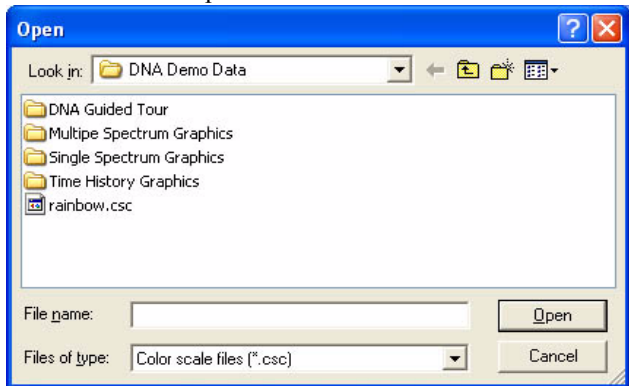 Open
Look in: DNA Demo Data
DNA Guided Tour
Multipe Spectrum Graphics
Single Spectrum Graphics
Time History Graphics
rainbow.csc
File name:
Open
Files of type: Color scale files (*.csc)
Cancel